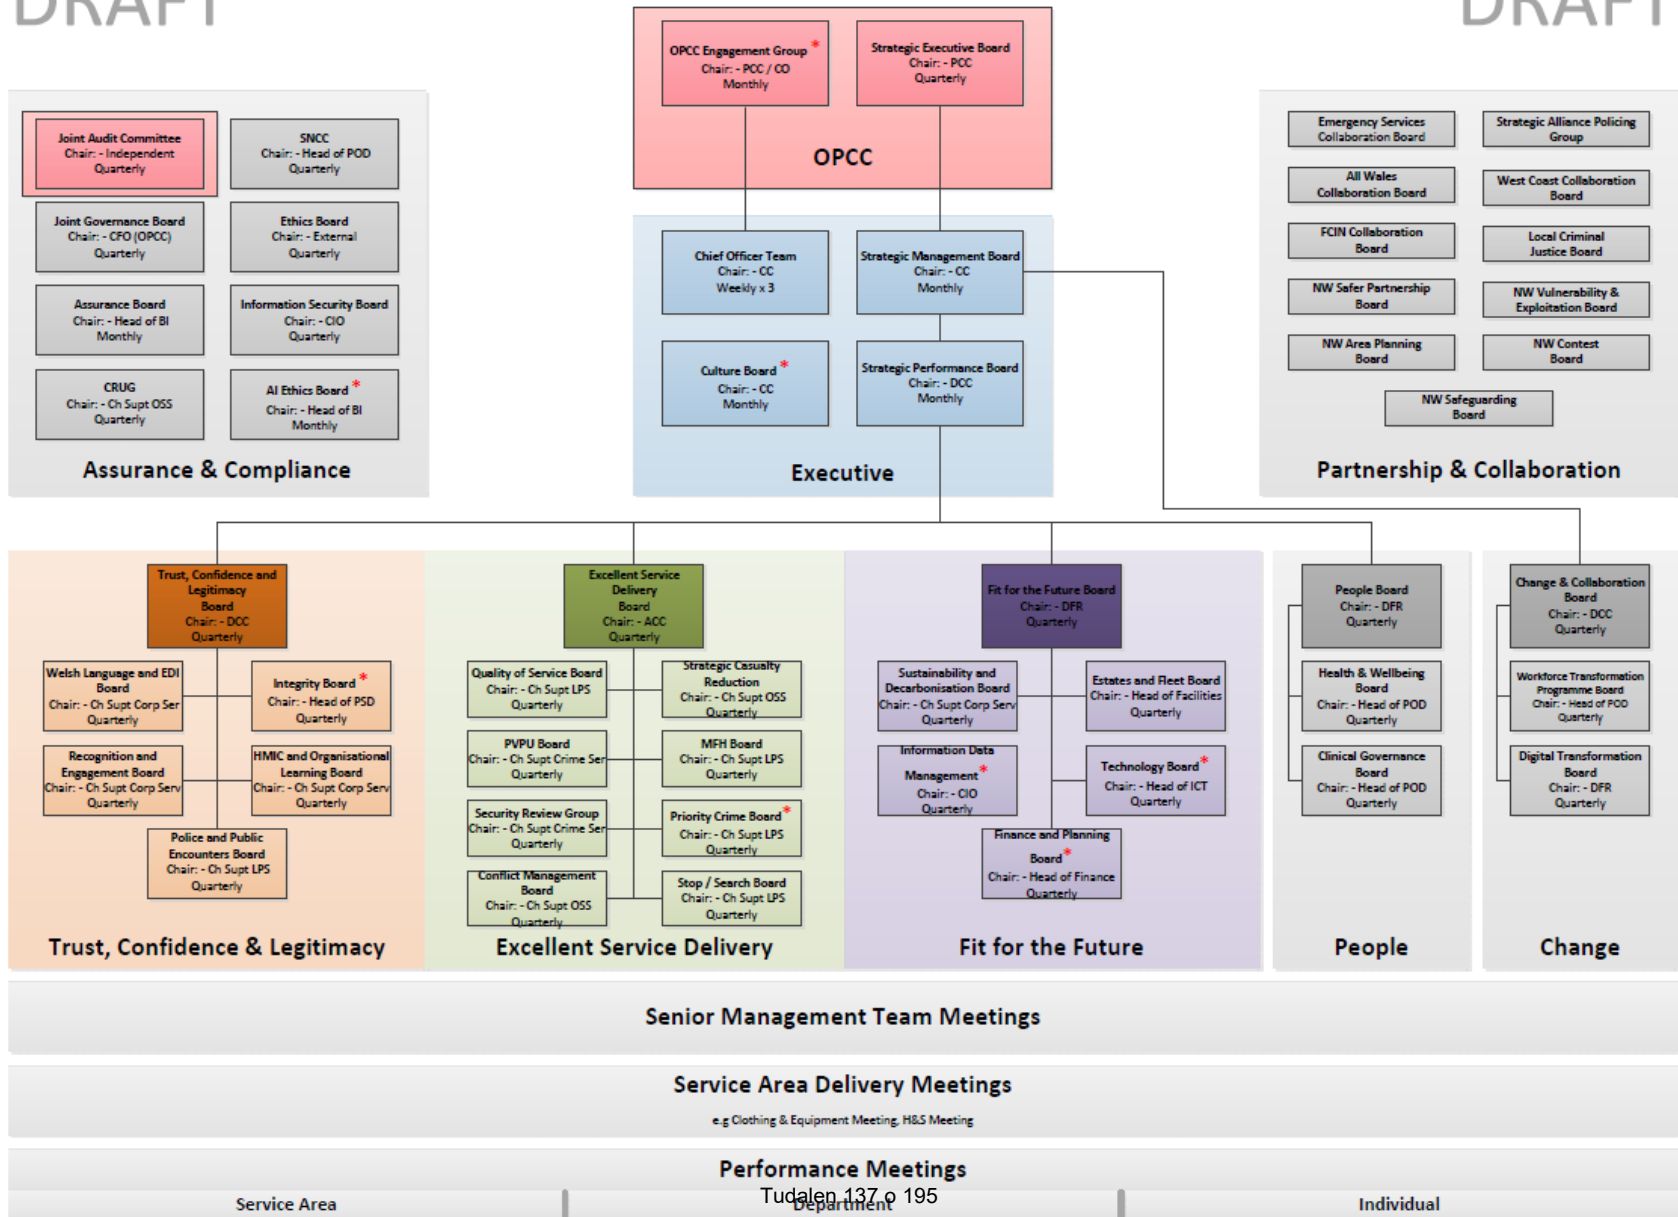 DRAFT
DRAFT
OPCC Engagement Group *
Chair: - PCC / CO
Monthly
Strategic Executive Board
Chair: - PCC
Quarterly
OPCC
Joint Audit Committee
Chair: - Independent
Quarterly
SNCC
Chair: - Head of POD
Quarterly
Joint Governance Board
Chair: - CFO (OPCC)
Quarterly
Ethics Board
Chair: - External
Quarterly
Assurance Board
Chair: - Head of BI
Monthly
Information Security Board
Chair: - CIO
Quarterly
CRUG
Chair: - Ch Supt OSS
Quarterly
AI Ethics Board *
Chair: - Head of BI
Monthly
Assurance & Compliance
Chief Officer Team
Chair: - CC
Weekly x 3
Strategic Management Board
Chair: - CC
Monthly
Culture Board *
Chair: - CC
Monthly
Strategic Performance Board
Chair: - DCC
Monthly
Executive
Emergency Services
Collaboration Board
Strategic Alliance Policing
Group
All Wales
Collaboration Board
West Coast Collaboration
Board
FCIN Collaboration
Board
Local Criminal
Justice Board
NW Safer Partnership
Board
NW Vulnerability &
Exploitation Board
NW Area Planning
Board
NW Contest
Board
NW Safeguarding
Board
Partnership & Collaboration
Trust, Confidence and
Legitimacy
Board
Chair: - DCC
Quarterly
Welsh Language and EDI
Board
Chair: - Ch Supt Corp Ser
Quarterly
Integrity Board *
Chair: - Head of PSD
Quarterly
Recognition and
Engagement Board
Chair: - Ch Supt Corp Serv
Quarterly
HMIC and Organisational
Learning Board
Chair: - Ch Supt Corp Serv
Quarterly
Police and Public
Encounters Board
Chair: - Ch Supt LPS
Quarterly
Trust, Confidence & Legitimacy
Excellent Service
Delivery
Board
Chair: - ACC
Quarterly
Quality of Service Board
Chair: - Ch Supt LPS
Quarterly
Strategic Casualty
Reduction
Chair: - Ch Supt OSS
Quarterly
PVPU Board
Chair: - Ch Supt Crime Ser
Quarterly
MFH Board
Chair: - Ch Supt LPS
Quarterly
Security Review Group
Chair: - Ch Supt Crime Ser
Quarterly
Priority Crime Board *
Chair: - Ch Supt LPS
Quarterly
Conflict Management
Board
Chair: - Ch Supt OSS
Quarterly
Stop / Search Board
Chair: - Ch Supt LPS
Quarterly
Excellent Service Delivery
Fit for the Future Board
Chair: - DFR
Quarterly
Sustainability and
Decarbonisation Board
Chair: - Ch Supt Corp Serv
Quarterly
Estates and Fleet Board
Chair: - Head of Facilities
Quarterly
Information Data
Management *
Chair: - CIO
Quarterly
Technology Board *
Chair: - Head of ICT
Quarterly
Finance and Planning
Board *
Chair: - Head of Finance
Quarterly
Fit for the Future
People Board
Chair: - DFR
Quarterly
Health & Wellbeing
Board
Chair: - Head of POD
Quarterly
Clinical Governance
Board
Chair: - Head of POD
Quarterly
People
Change & Collaboration
Board
Chair: - DCC
Quarterly
Workforce Transformation
Programme Board
Chair: - Head of POD
Quarterly
Digital Transformation
Board
Chair: - DFR
Quarterly
Change
Senior Management Team Meetings
Service Area Delivery Meetings
e.g Clothing & Equipment Meeting, H&S Meeting
Performance Meetings
Service Area
Department
Individual
Tudalen 137 o 195